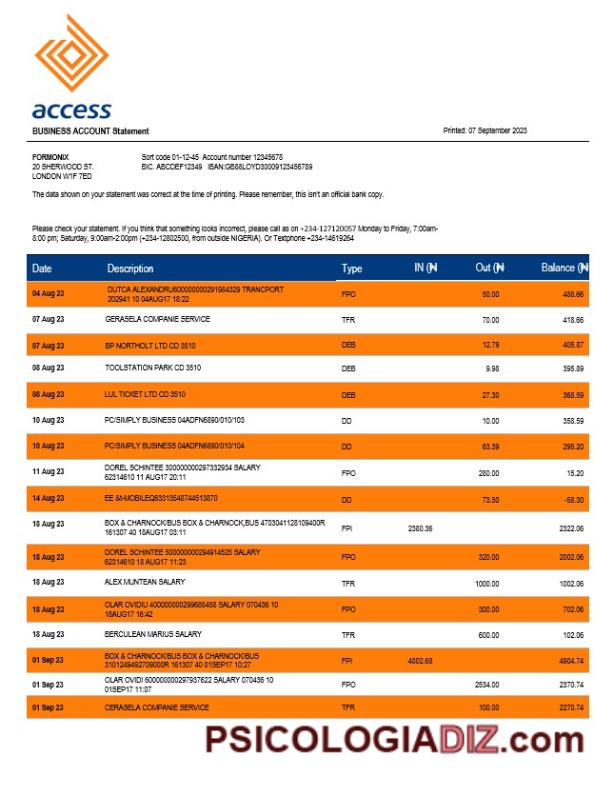 access
BUSINESS ACCOUNT Statement Printed: 07 September 2023
FORMONIX Sort code 01-12-45 Account number 12345678
20 SHERWOOD ST. BIC. ABCDEF12349 ISAN:GB88LOYD30009123456789
LONDON W1F 7ED
The data shown on your statement was correct at the time of printing. Please remember, this isn't an official bank copy.
Please check your statement. If you think that something looks incorrect, please call as on +234-127120057 Monday to Friday, 7:00am-
8:00 pm; Saturday, 9:00am-2:00pm (+234-12802500, from outside NIGERIA). Or Textphone +234-14619264
Date Description Type IN (₦ Out (₦ Balance (₦
04 Aug 23 DUTCA ALEXANDRU600000000291984329 TRANCPORT FPO 50.00 488.66
202941 10 04AUG17 18:22
07 Aug 23 GERASELA COMPANIE SERVICE TFR 70.00 418.66
07 Aug 23 BP NORTHOLT LTD CD 3510 DEB 12.79 405.87
08 Aug 23 TOOLSTATION PARK CD 3510 DEB 9.98 395.89
08 Aug 23 LUL TICKET LTD CD 3510 DEB 27.30 368.59
10 Aug 23 PC/SIMPLY BUSINESS 04ADFN6890/010/103 DD 10.00 358.59
10 Aug 23 PC/SIMPLY BUSINESS 04ADFN6890/010/104 DD 63.39 295.20
11 Aug 23 DOREL SCHINTEE 300000000297332934 SALARY FPO 280.00 15.20
62314610 11 AUG17 20:11
14 Aug 23 EE &t-MOBILEQ63313548744513870 DD 73.50 -58.30
18 Aug 23 BOX & CHARNOCK/BUS BOX & CHARNOCK,BUS 4703041128109400R FPI 2380.36 2322.06
161307 40 18AUG17 03:11
18 Aug 23 DOREL SCHINTEE 500000000294914525 SALARY FPO 320.00 2002.06
62314610 18 AUG17 11:23
18 Aug 23 ALEX MUNTEAN SALARY TFR 1000.00 1002.06
18 Aug 23 OLAR OVIDIU 400000000299685458 SALARY 070436 10 FPO 300.00 702.06
18AUG17 16:42
18 Aug 23 BERCULEAN MARIUS SALARY TFR 600.00 102.06
01 Sep 23 BOX & CHARNOCK/BUS BOX & CHARNOCK/BUS FPI 4802.68 4904.74
3101249492709000R 161307 40 01SEP17 10:27
01 Sep 23 OLAR OVIDI 600000000297937622 SALARY 070436 10 FPO 2534.00 2370.74
01SEP17 11:07
01 Sep 23 CERASELA COMPANIE SERVICE TFR 100.00 2270.74
PSICOLOGIADIZ.com